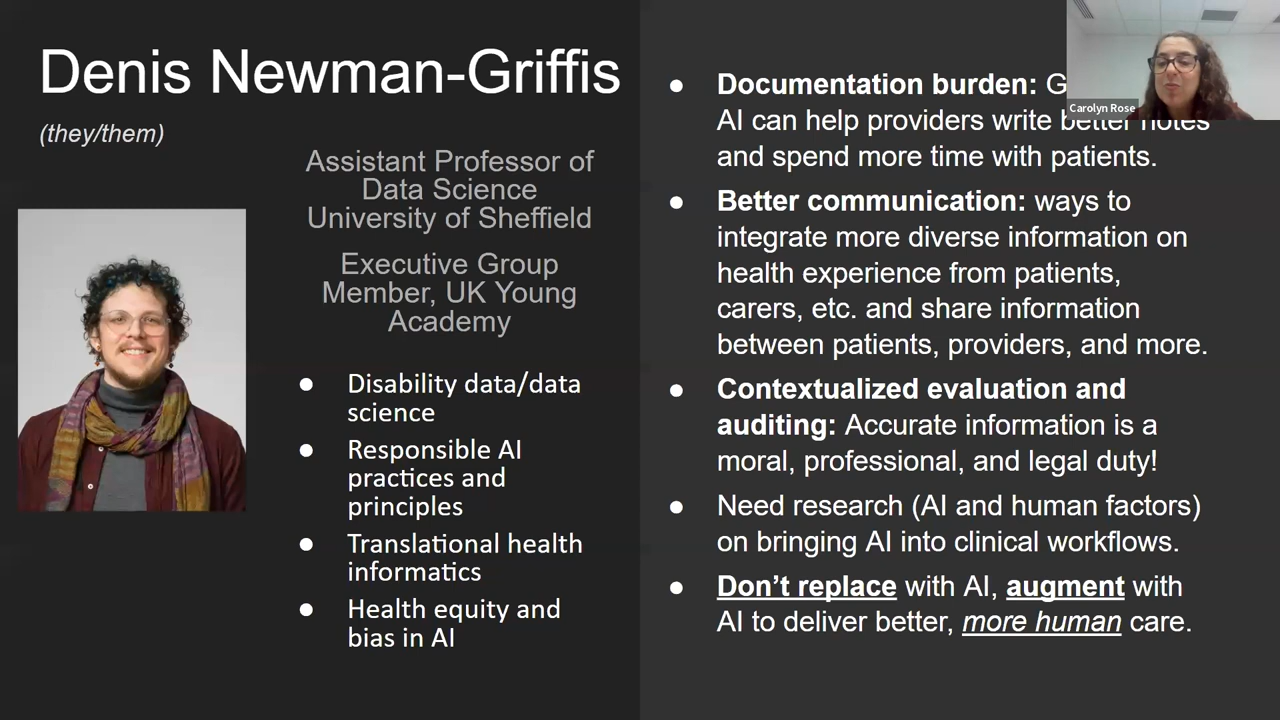 Denis Newman-Griffis
(they/them)
Assistant Professor of
Data Science
University of Sheffield
Executive Group
Member, UK Young
Academy
● Disability data/data
science
● Responsible AI
practices and
principles
● Translational health
informatics
● Health equity and
bias in AI
● Documentation burden:
AI can help providers write better notes
and spend more time with patients.
● Better communication: ways to
integrate more diverse information on
health experience from patients,
carers, etc. and share information
between patients, providers, and more.
● Contextualized evaluation and
auditing: Accurate information is a
moral, professional, and legal duty!
● Need research (AI and human factors)
on bringing AI into clinical workflows.
● Don't replace with AI, augment with
AI to deliver better, more human care.
Carolyn Rose